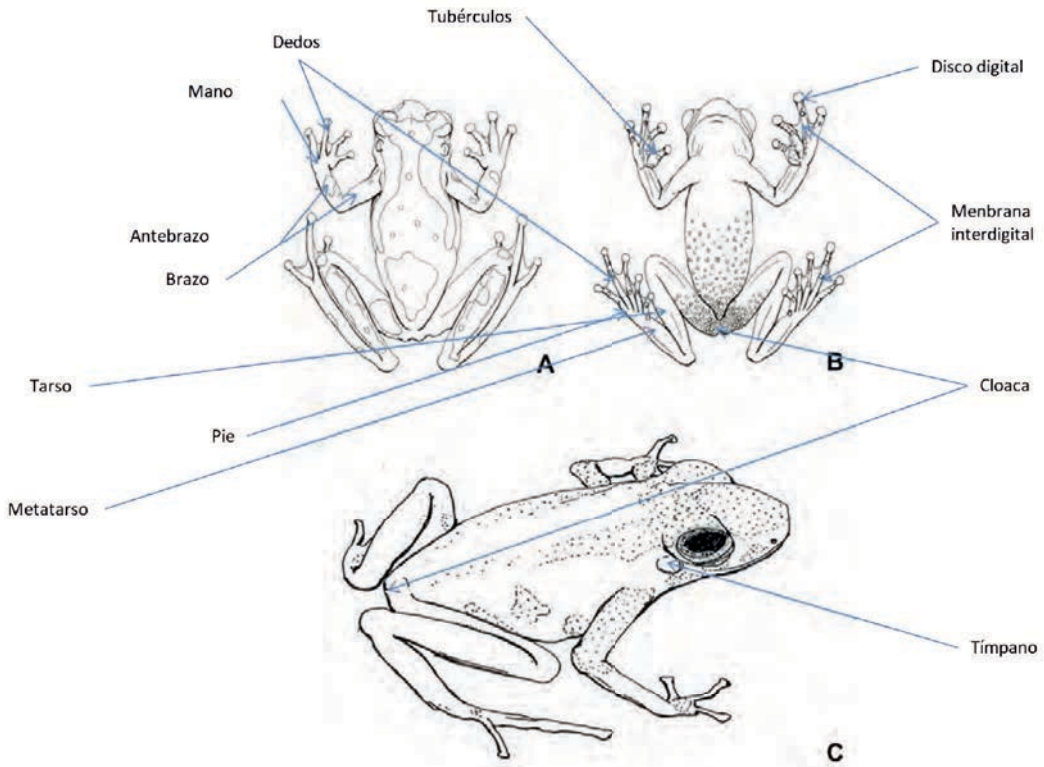 Tubérculos
Dedos
Disco digital
Mano
Antebrazo
Brazo
Menbrana
interdigital
A
B
Tarso
Cloaca
Pie
Metatarso
Tímpano
C